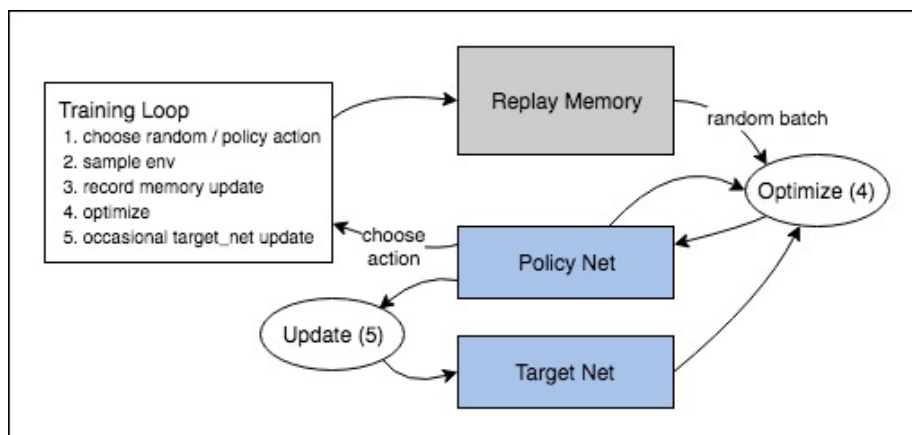 Training Loop
1. choose random / policy action
2. sample env
3. record memory update
4. optimize
5. occasional target_net update
Replay Memory
random batch
Optimize (4)
choose
action
Policy Net
Update (5)
Target Net